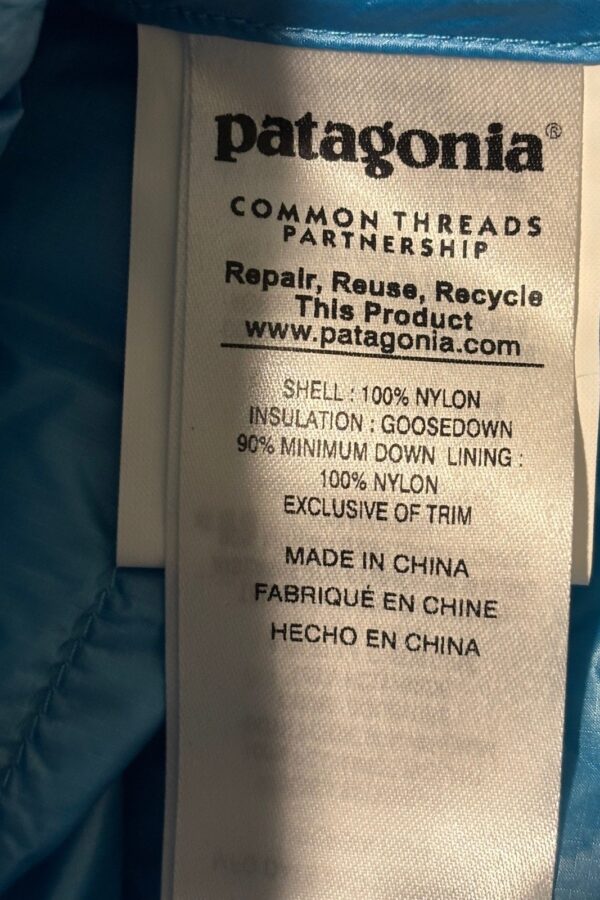 patagonia®
COMMON THREADS
PARTNERSHIP
Repair, Reuse, Recycle
This Product
www.patagonia.com
SHELL : 100% NYLON
INSULATION : GOOSEDOWN
90% MINIMUM DOWN LINING :
100% NYLON
EXCLUSIVE OF TRIM
MADE IN CHINA
FABRIQUÉ EN CHINE
HECHO EN CHINA